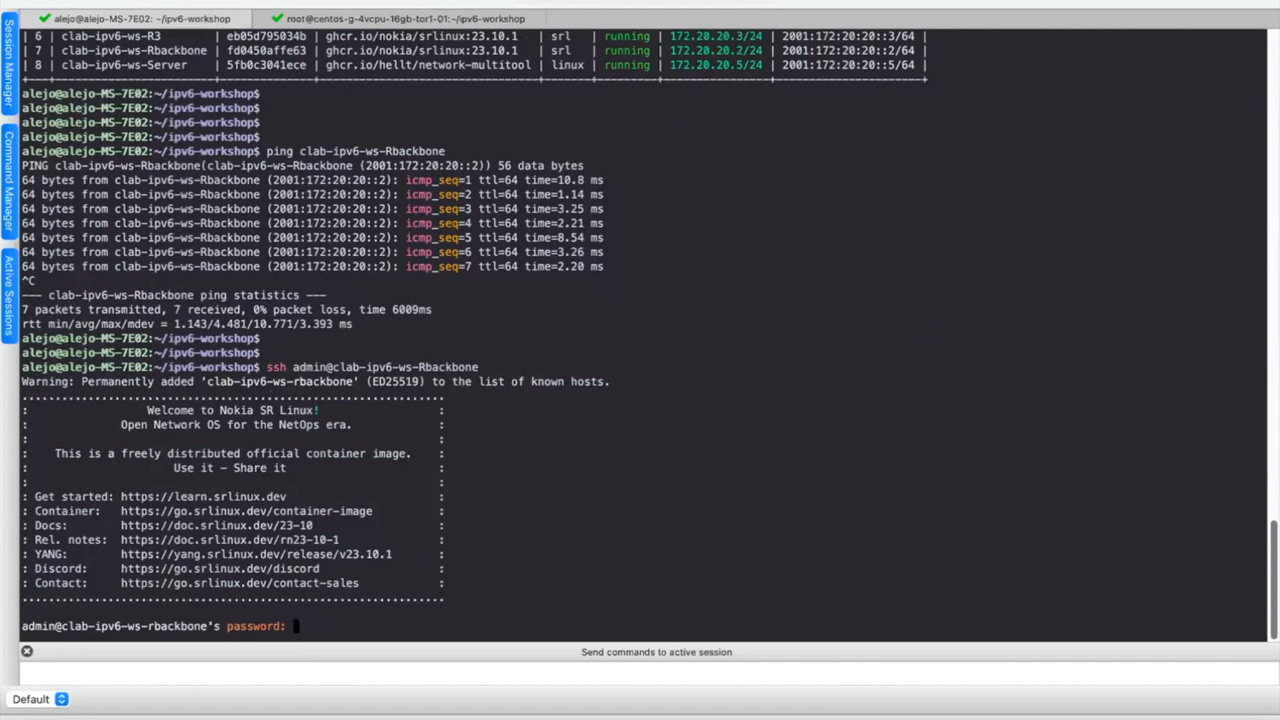 alejo@alejo-MS-7E02: ~/ipv6-workshop
root@centos-g-4vcpu-16gb-tor1-01:~/ipv6-workshop
Session Manager
Command Manager
Active Sessions
| 6 | clab-ipv6-ws-R3 | eb05d795034b | ghcr.io/nokia/srlinux:23.10.1 | srl | running | 172.20.20.3/24 | 2001:172:20:20::3/64 |
| 7 | clab-ipv6-ws-Rbackbone | fd0450affe63 | ghcr.io/nokia/srlinux:23.10.1 | srl | running | 172.20.20.2/24 | 2001:172:20:20::2/64 |
| 8 | clab-ipv6-ws-Server | 5fb0c3041ece | ghcr.io/hellt/network-multitool | linux | running | 172.20.20.5/24 | 2001:172:20:20::5/64 |
alejo@alejo-MS-7E02:~/ipv6-workshop$
alejo@alejo-MS-7E02:~/ipv6-workshop$
alejo@alejo-MS-7E02:~/ipv6-workshop$
alejo@alejo-MS-7E02:~/ipv6-workshop$
alejo@alejo-MS-7E02:~/ipv6-workshop$ ping clab-ipv6-ws-Rbackbone
PING clab-ipv6-ws-Rbackbone(clab-ipv6-ws-Rbackbone (2001:172:20:20::2)) 56 data bytes
64 bytes from clab-ipv6-ws-Rbackbone (2001:172:20:20::2): icmp_seq=1 ttl=64 time=10.8 ms
64 bytes from clab-ipv6-ws-Rbackbone (2001:172:20:20::2): icmp_seq=2 ttl=64 time=1.14 ms
64 bytes from clab-ipv6-ws-Rbackbone (2001:172:20:20::2): icmp_seq=3 ttl=64 time=3.25 ms
64 bytes from clab-ipv6-ws-Rbackbone (2001:172:20:20::2): icmp_seq=4 ttl=64 time=2.21 ms
64 bytes from clab-ipv6-ws-Rbackbone (2001:172:20:20::2): icmp_seq=5 ttl=64 time=8.54 ms
64 bytes from clab-ipv6-ws-Rbackbone (2001:172:20:20::2): icmp_seq=6 ttl=64 time=3.26 ms
64 bytes from clab-ipv6-ws-Rbackbone (2001:172:20:20::2): icmp_seq=7 ttl=64 time=2.20 ms
^C
--- clab-ipv6-ws-Rbackbone ping statistics ---
7 packets transmitted, 7 received, 0% packet loss, time 6009ms
rtt min/avg/max/mdev = 1.143/4.481/10.771/3.393 ms
alejo@alejo-MS-7E02:~/ipv6-workshop$
alejo@alejo-MS-7E02:~/ipv6-workshop$
alejo@alejo-MS-7E02:~/ipv6-workshop$ ssh admin@clab-ipv6-ws-Rbackbone
Warning: Permanently added 'clab-ipv6-ws-rbackbone' (ED25519) to the list of known hosts.
................................................................
: Welcome to Nokia SR Linux! :
: Open Network OS for the NetOps era. :
: :
: This is a freely distributed official container image. :
: Use it - Share it :
: :
: Get started: https://learn.srlinux.dev :
: Container: https://go.srlinux.dev/container-image :
: Docs: https://doc.srlinux.dev/23-10 :
: Rel. notes: https://doc.srlinux.dev/rn23-10-1 :
: YANG: https://yang.srlinux.dev/release/v23.10.1 :
: Discord: https://go.srlinux.dev/discord :
: Contact: https://go.srlinux.dev/contact-sales :
................................................................
admin@clab-ipv6-ws-rbackbone's password:
Send commands to active session
Default